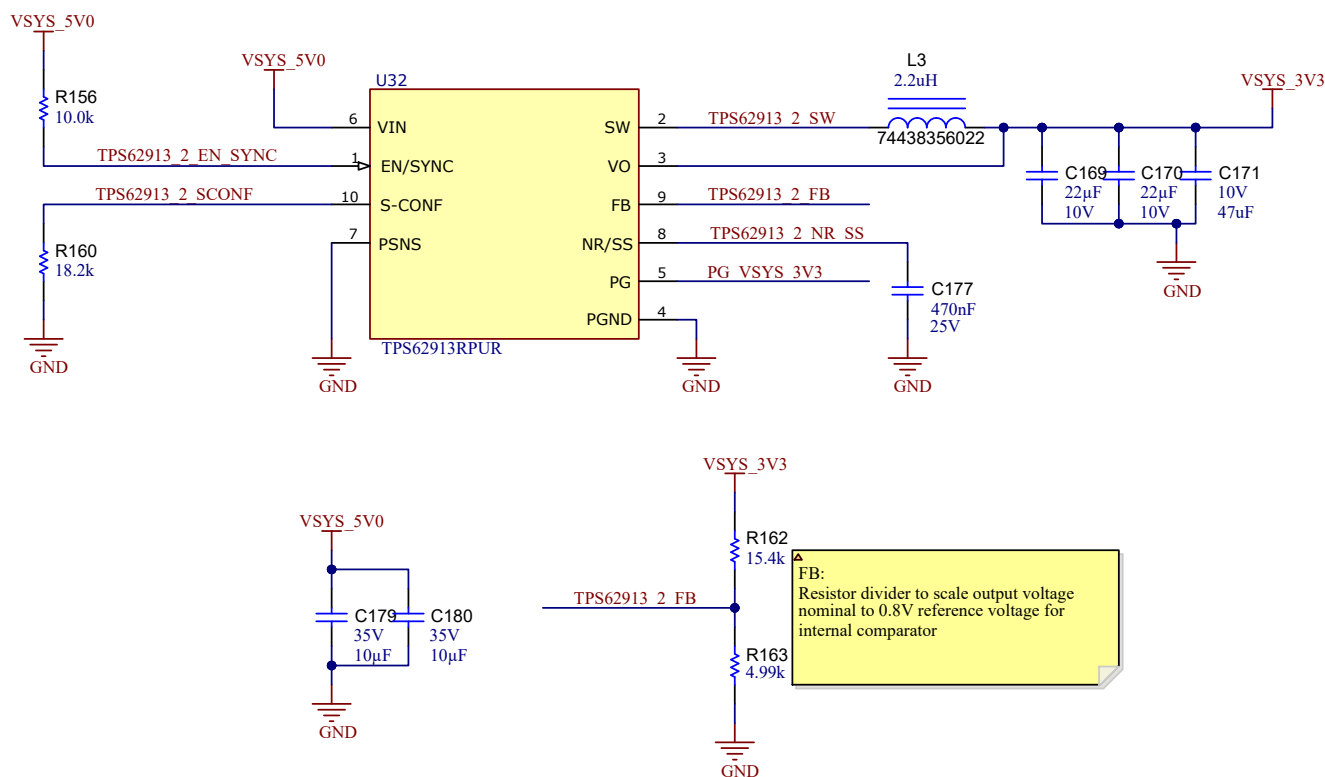 VSYS_5V0
R156
10.0k
TPS62913_2_EN_SYNC
TPS62913_2_SCONF
R160
18.2k
GND
VSYS_5V0
U32
6
VIN
1
EN/SYNC
10
S-CONF
7
PSNS
SW
2
VO
3
FB
9
NR/SS
8
PG
5
PGND
4
TPS62913RPUR
GND
GND
TPS62913_2_SW
TPS62913_2_FB
TPS62913_2_NR_SS
PG_VSYS_3V3
C177
470nF
25V
GND
L3
2.2uH
74438356022
VSYS_3V3
C169
22µF
10V
C170
22µF
10V
C171
10V
47uF
GND
VSYS_5V0
C179
35V
10µF
C180
35V
10µF
GND
VSYS_3V3
R162
15.4k
TPS62913_2_FB
R163
4.99k
GND
FB:
Resistor divider to scale output voltage
nominal to 0.8V reference voltage for
internal comparator